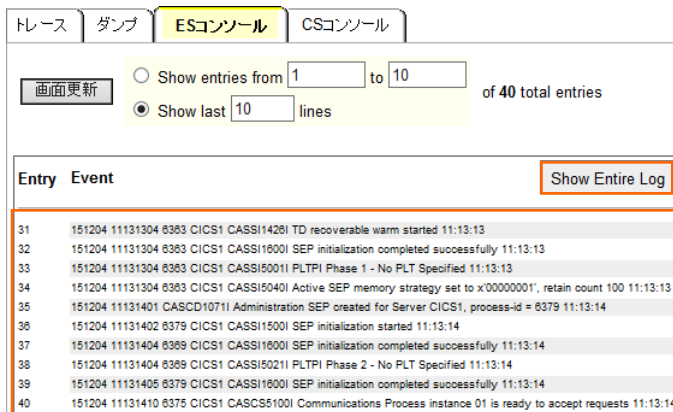 トレース ダンプ ESコンソール CSコンソール
画面更新
Show entries from 1 to 10
Show last 10 lines
of 40 total entries
Entry Event Show Entire Log
31 151204 11131304 6363 CICS1 CASSI1426I TD recoverable warm started 11:13:13
32 151204 11131304 6363 CICS1 CASSI1600I SEP initialization completed successfully 11:13:13
33 151204 11131304 6363 CICS1 CASSI5001I PLTPI Phase 1 - No PLT Specified 11:13:13
34 151204 11131304 6363 CICS1 CASSI5040I Active SEP memory strategy set to x'00000001', retain count 100 11:13:13
35 151204 11131401 CASCD1071I Administration SEP created for Server CICS1, process-id = 6379 11:13:14
36 151204 11131402 6379 CICS1 CASSI1500I SEP initialization started 11:13:14
37 151204 11131404 6369 CICS1 CASSI1600I SEP initialization completed successfully 11:13:14
38 151204 11131404 6369 CICS1 CASSI5021I PLTPI Phase 2 - No PLT Specified 11:13:14
39 151204 11131405 6379 CICS1 CASSI1600I SEP initialization completed successfully 11:13:14
40 151204 11131410 6375 CICS1 CASCS5100I Communications Process instance 01 is ready to accept requests 11:13:14